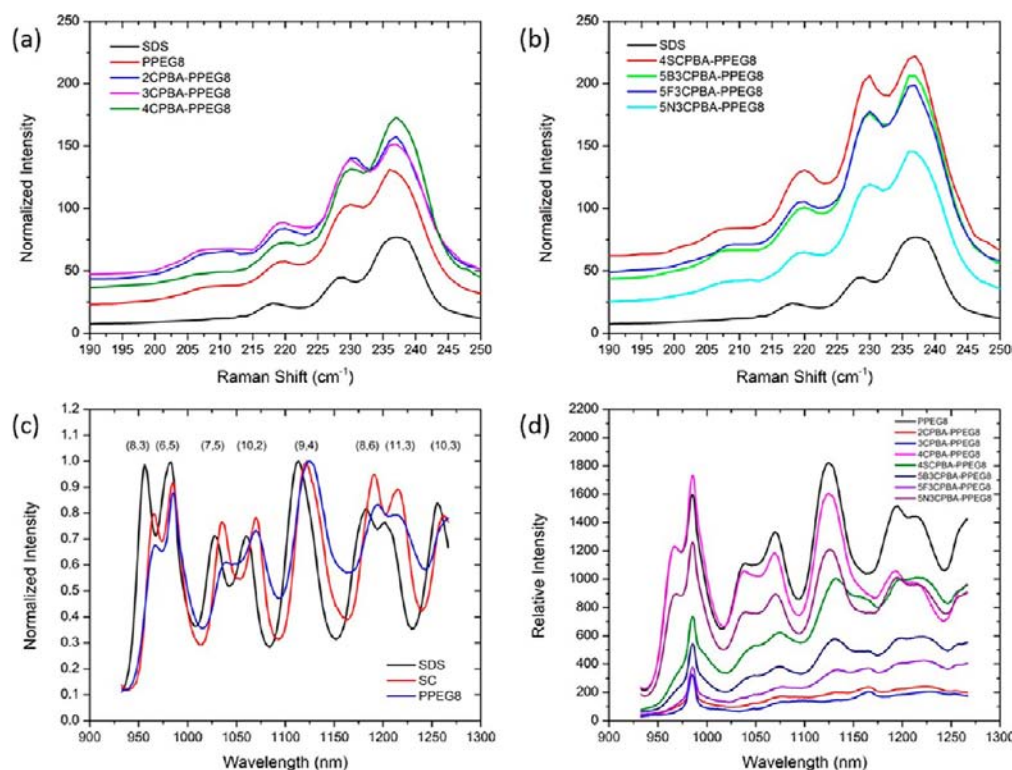 (a)
250
200
150
100
50
0
Normalized Intensity
SDS
PPEG8
2CPBA-PPEG8
3CPBA-PPEG8
4CPBA-PPEG8
190 195 200 205 210 215 220 225 230 235 240 245 250
Raman Shift (cm⁻¹)
(b)
250
200
150
100
50
0
Normalized Intensity
SDS
4SCPBA-PPEG8
5B3CPBA-PPEG8
5F3CPBA-PPEG8
5N3CPBA-PPEG8
190 195 200 205 210 215 220 225 230 235 240 245 250
Raman Shift (cm⁻¹)
(c)
1.2
1.1
1.0
0.9
0.8
0.7
0.6
0.5
0.4
0.3
0.2
0.1
0.0
Normalized Intensity
(8,3) (6,5) (7,5) (10,2) (9,4) (8,6) (11,3) (10,3)
SDS
SC
PPEG8
900 950 1000 1050 1100 1150 1200 1250 1300
Wavelength (nm)
(d)
2200
2000
1800
1600
1400
1200
1000
800
600
400
200
0
Relative Intensity
PPEG8
2CPBA-PPEG8
3CPBA-PPEG8
4CPBA-PPEG8
4SCPBA-PPEG8
5B3CPBA-PPEG8
5F3CPBA-PPEG8
5N3CPBA-PPEG8
900 950 1000 1050 1100 1150 1200 1250 1300
Wavelength (nm)